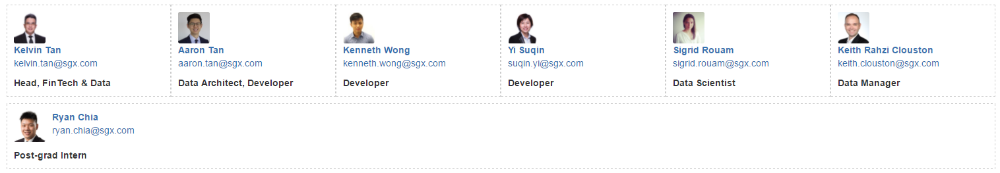 Kelvin Tan
kelvin.tan@sgx.com
Head, FinTech & Data
Aaron Tan
aaron.tan@sgx.com
Data Architect, Developer
Kenneth Wong
kenneth.wong@sgx.com
Developer
Yi Suqin
suqin.yi@sgx.com
Developer
Sigrid Rouam
sigrid.rouam@sgx.com
Data Scientist
Keith Rahzi Clouston
keith.clouston@sgx.com
Data Manager
Ryan Chia
ryan.chia@sgx.com
Post-grad Intern